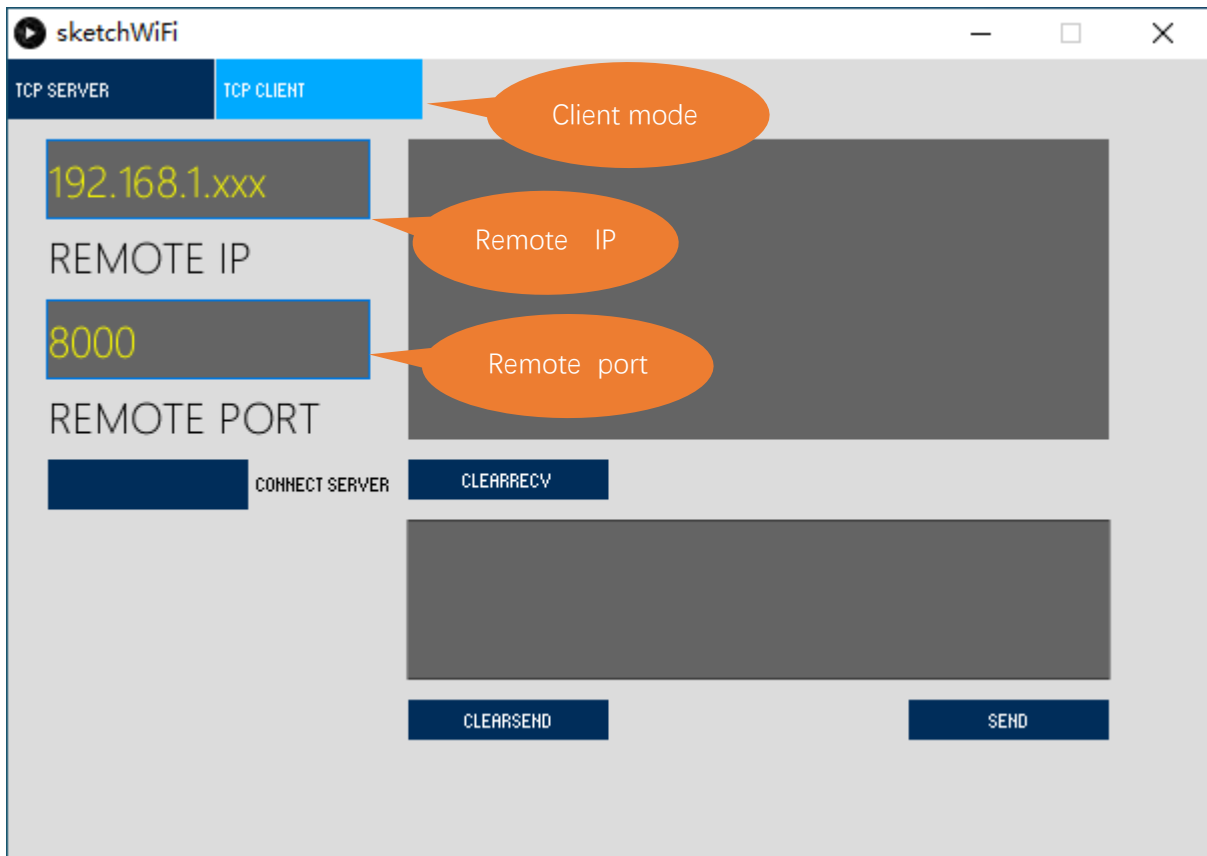 sketchWiFi
TCP SERVER
TCP CLIENT
Client mode
192.168.1.xxx
Remote IP
REMOTE IP
8000
Remote port
REMOTE PORT
CONNECT SERVER
CLEARRECV
CLEARSEND
SEND